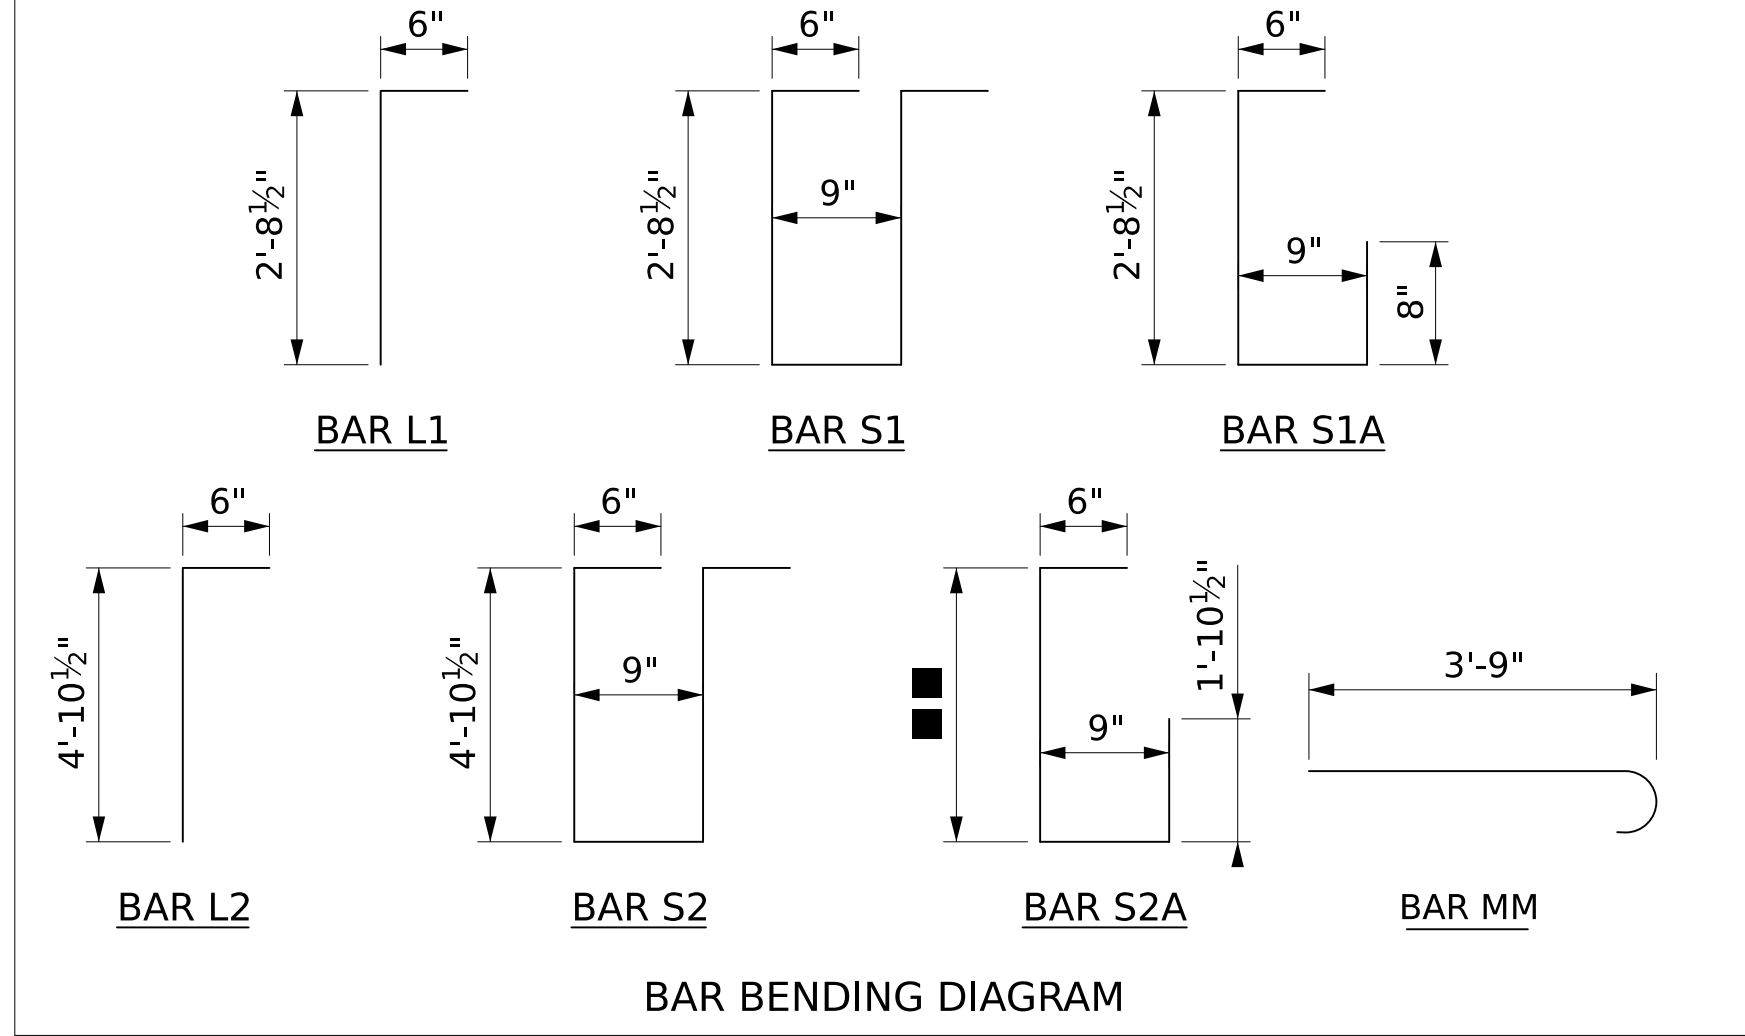 6" 6" 6"
2'-8½" 2'-8½" 9" 2'-8½" 9" 8"
BAR L1 BAR S1 BAR S1A
6" 6" 6"
4'-10½" 4'-10½" 9" 9" 1'-10½" 3'-9"
BAR L2 BAR S2 BAR S2A BAR MM
BAR BENDING DIAGRAM